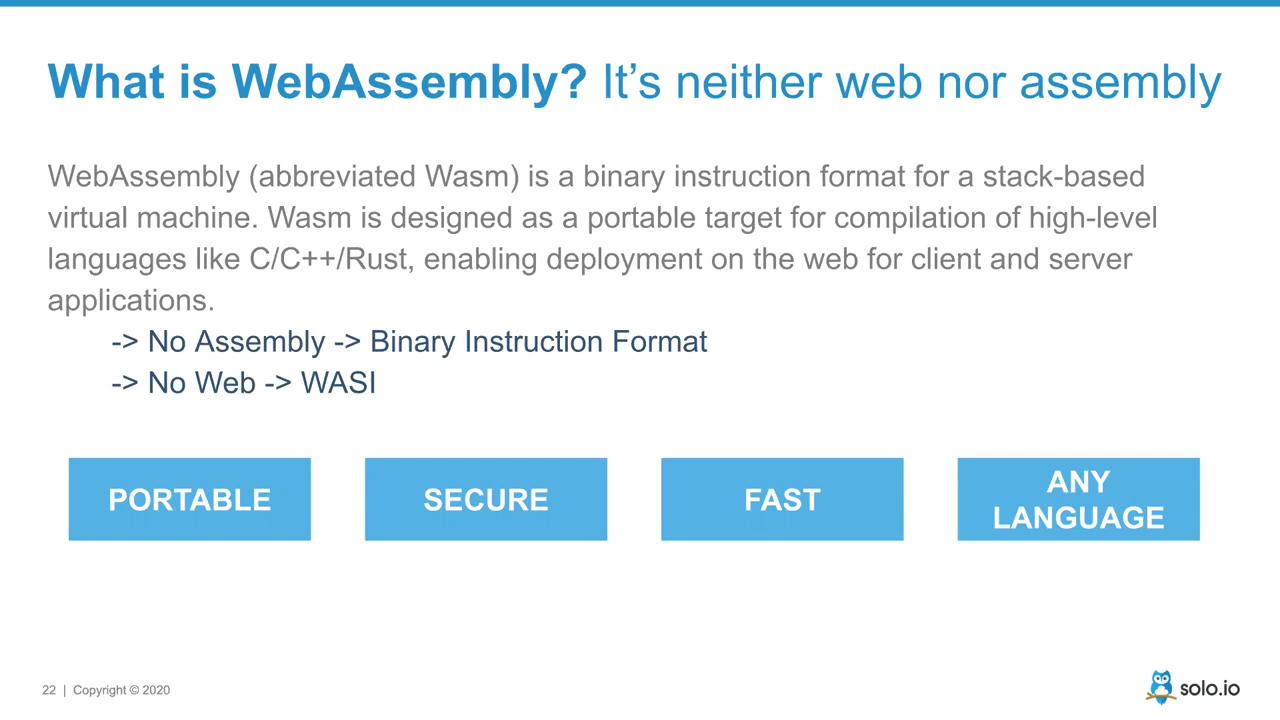 What is WebAssembly? It’s neither web nor assembly
WebAssembly (abbreviated Wasm) is a binary instruction format for a stack-based
virtual machine. Wasm is designed as a portable target for compilation of high-level
languages like C/C++/Rust, enabling deployment on the web for client and server
applications.
-> No Assembly -> Binary Instruction Format
-> No Web -> WASI
PORTABLE
SECURE
FAST
ANY
LANGUAGE
22 | Copyright © 2020
solo.io